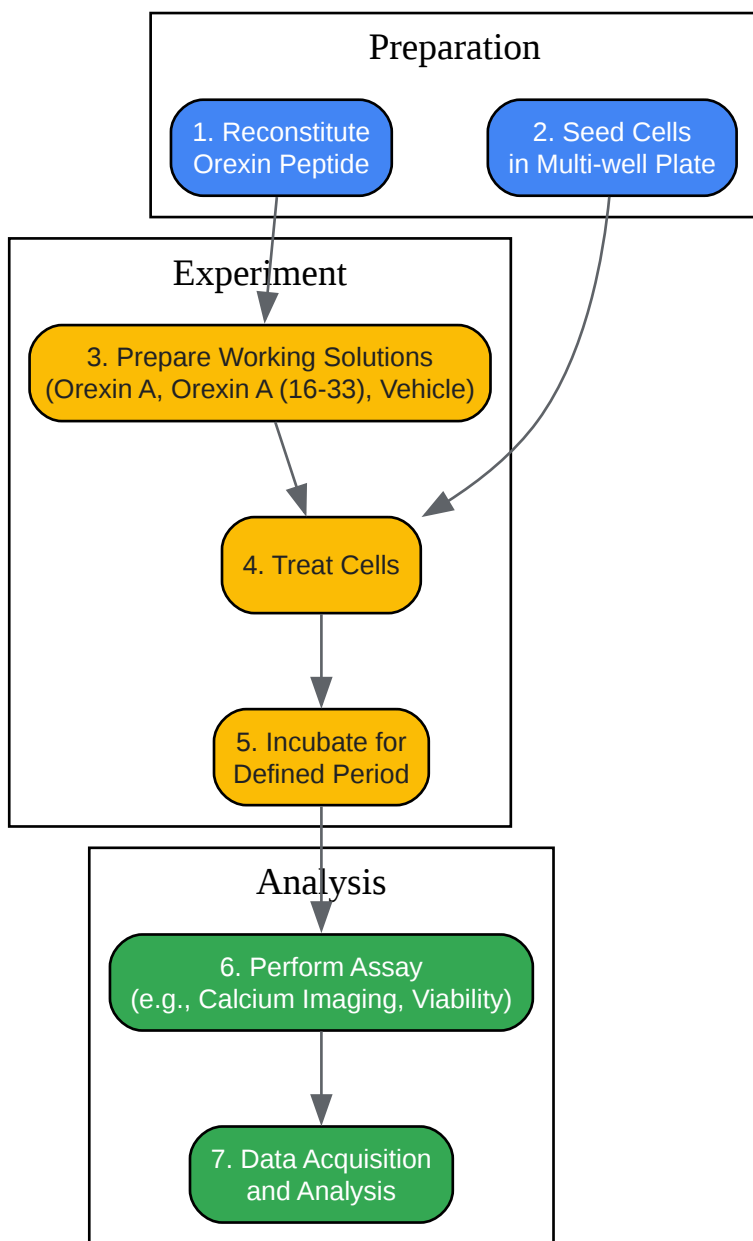 Preparation
1. Reconstitute
Orexin Peptide
2. Seed Cells
in Multi-well Plate
Experiment
3. Prepare Working Solutions
(Orexin A, Orexin A (16-33), Vehicle)
4. Treat Cells
5. Incubate for
Defined Period
Analysis
6. Perform Assay
(e.g., Calcium Imaging, Viability)
7. Data Acquisition
and Analysis